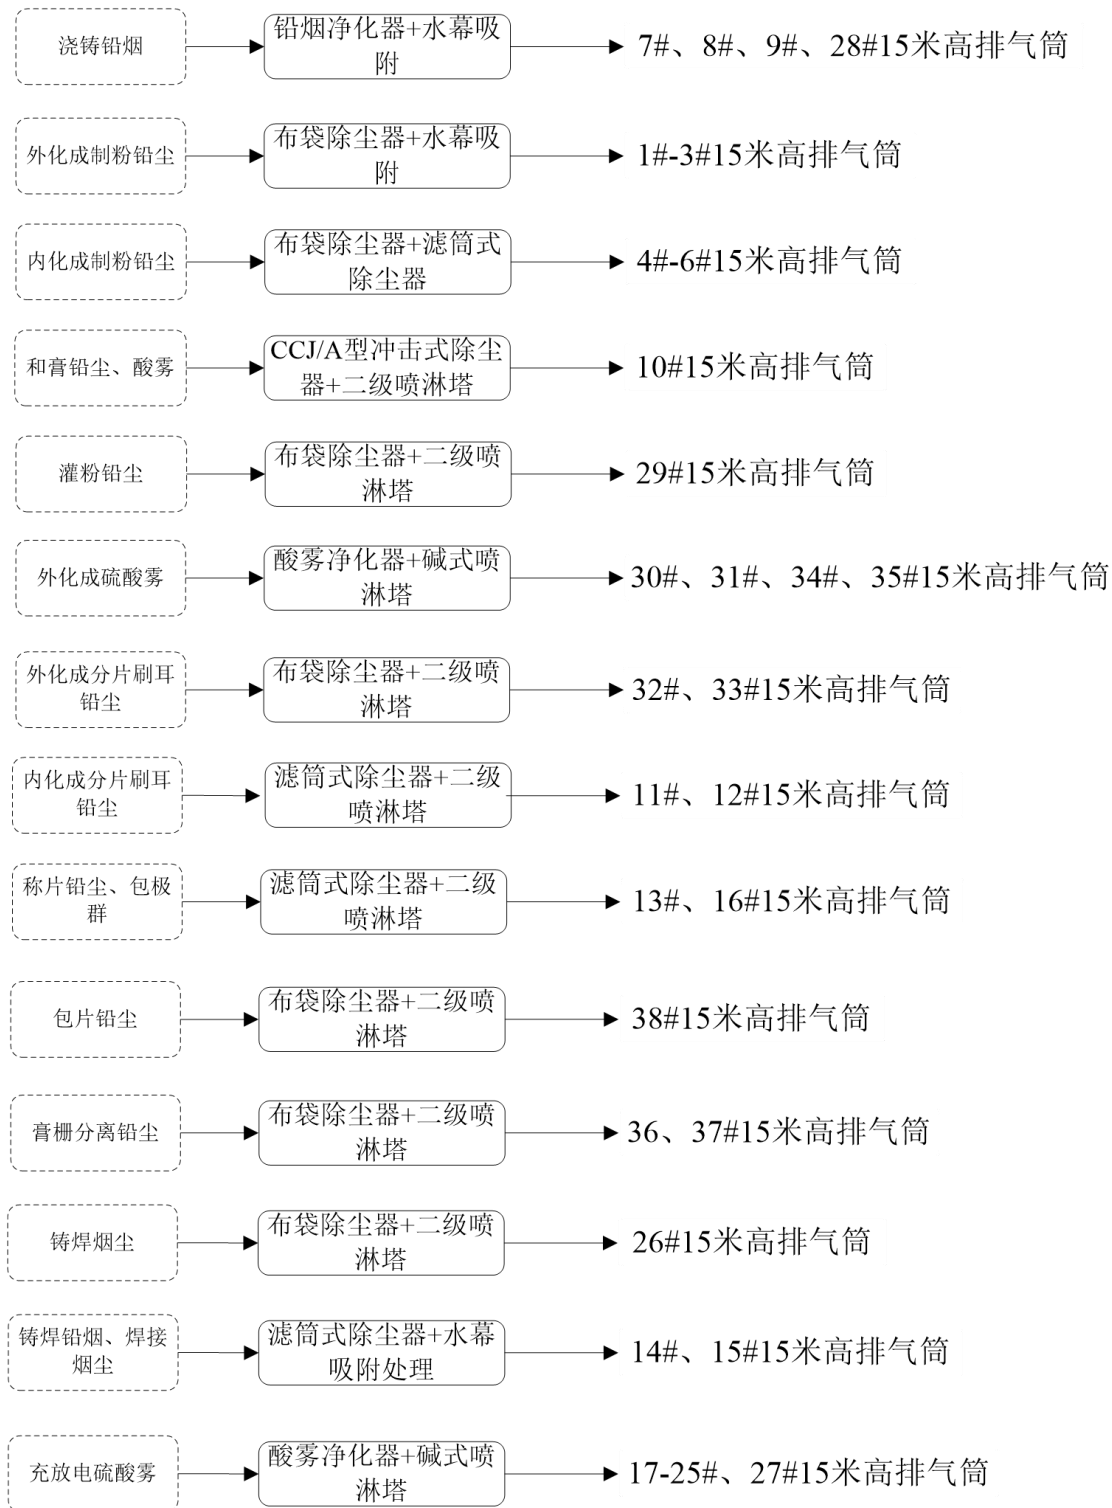 浇铸铅烟
铅烟净化器+水幕吸
附
7#、8#、9#、28#15米高排气筒
外化成制粉铅尘
布袋除尘器+水幕吸
附
1#-3#15米高排气筒
内化成制粉铅尘
布袋除尘器+滤筒式
除尘器
4#-6#15米高排气筒
和膏铅尘、酸雾
CCJ/A型冲击式除尘
器+二级喷淋塔
10#15米高排气筒
灌粉铅尘
布袋除尘器+二级喷
淋塔
29#15米高排气筒
外化成硫酸雾
酸雾净化器+碱式喷
淋塔
30#、31#、34#、35#15米高排气筒
外化成分片刷耳
铅尘
布袋除尘器+二级喷
淋塔
32#、33#15米高排气筒
内化成分片刷耳
铅尘
滤筒式除尘器+二级
喷淋塔
11#、12#15米高排气筒
称片铅尘、包极
群
滤筒式除尘器+二级
喷淋塔
13#、16#15米高排气筒
包片铅尘
布袋除尘器+二级喷
淋塔
38#15米高排气筒
膏栅分离铅尘
布袋除尘器+二级喷
淋塔
36、37#15米高排气筒
铸焊烟尘
布袋除尘器+二级喷
淋塔
26#15米高排气筒
铸焊铅烟、焊接
烟尘
滤筒式除尘器+水幕
吸附处理
14#、15#15米高排气筒
充放电硫酸雾
酸雾净化器+碱式喷
淋塔
17-25#、27#15米高排气筒